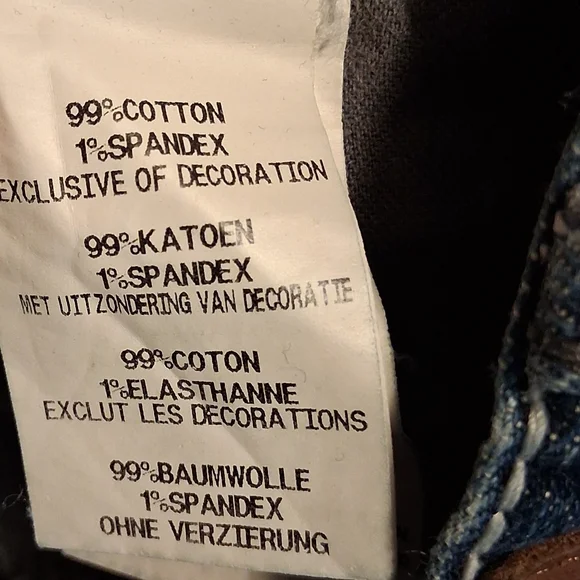 99%COTTON
1%SPANDEX
EXCLUSIVE OF DECORATION
99%KATOEN
1%SPANDEX
MET UITZONDERING VAN DECORATIE
99%COTON
1%ELASTHANNE
EXCLUT LES DECORATIONS
99%BAUMWOLLE
1%SPANDEX
OHNE VERZIERUNG